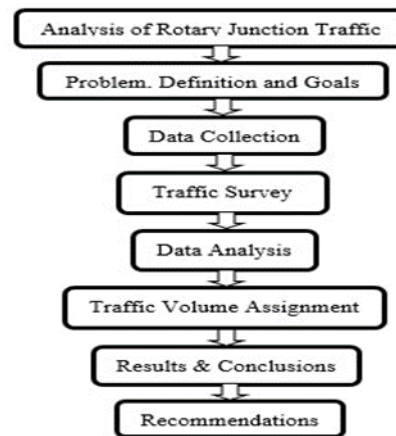 Analysis of Rotary Junction Traffic
Problem. Definition and Goals
Data Collection
Traffic Survey
Data Analysis
Traffic Volume Assignment
Results & Conclusions
Recommendations